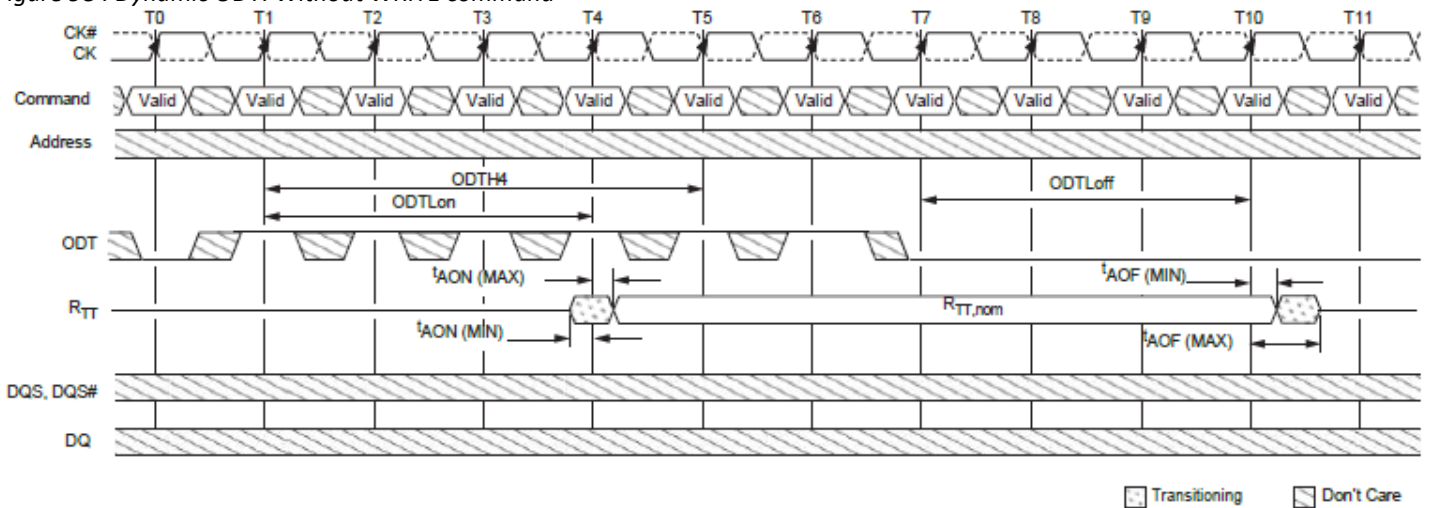 T0 T1 T2 T3 T4 T5 T6 T7 T8 T9 T10 T11
CK#
CK
Command Valid Valid Valid Valid Valid Valid Valid Valid Valid Valid Valid Valid
Address
ODTH4
ODTLon
ODTLoff
ODT
tAON (MAX)
tAOF (MIN)
RTT
RTT,nom
tAON (MIN)
tAOF (MAX)
DQS, DQS#
DQ
Transitioning Don't Care